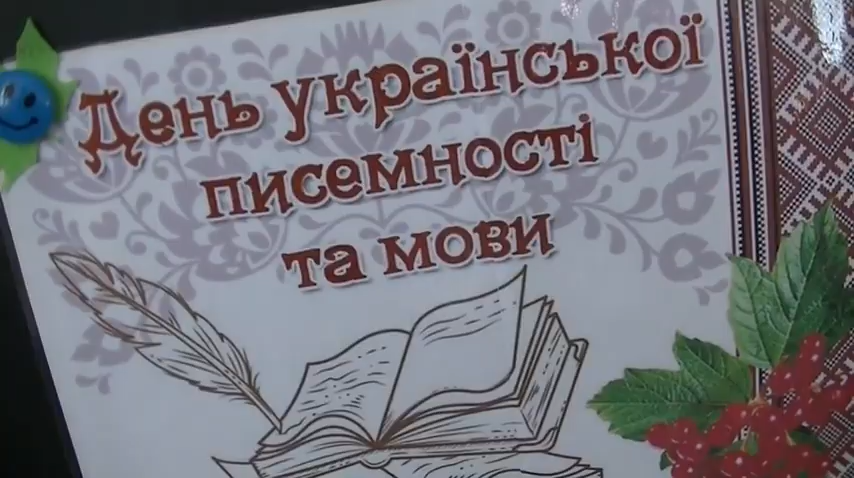 День української
писемності
та мови